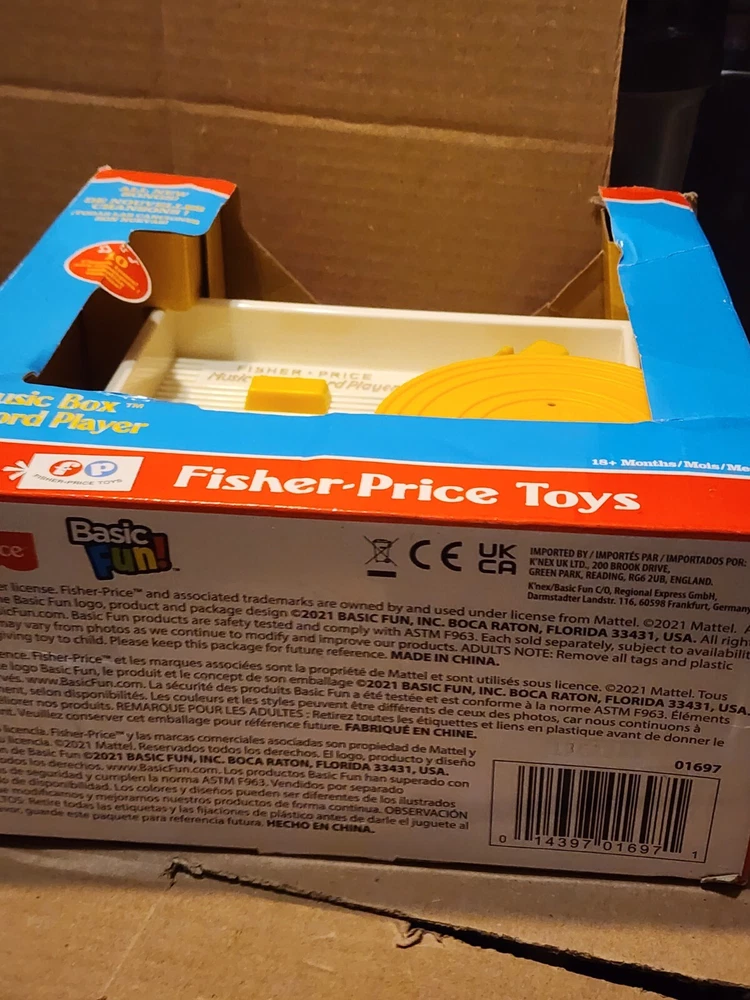 ALL NEW
SONGS!
DE NOUVELLES
CHANSONS !
FISHER • PRICE
Music Box™
Player
Player
18+ Months/Mois/
fp
FISHER-PRICE TOYS
Fisher-Price Toys
Basic
Fun!™
CE
UK
CA
IMPORTED BY / IMPORTÉS PAR / IMPORTADOS POR:
K'NEX UK LTD., 200 BROOK DRIVE,
GREEN PARK, READING, RG6 2UB, ENGLAND.
K'nex/Basic Fun C/O, Regional Express GmbH,
Darmstadter Landstr. 116, 60598 Frankfurt, Germany
license. Fisher-Price™ and associated trademarks are owned by and used under license from Mattel. ©2021 Mattel.
Basic Fun logo, product and package design ©2021 BASIC FUN, INC. BOCA RATON, FLORIDA 33431, USA. All
.com. Basic Fun products are safety tested and comply with ASTM F963. Each sold separately, subject to
may vary from photos as we continue to modify and improve our products. ADULTS NOTE: Remove all tags and plastic
giving toy to child. Please keep this package for future reference. MADE IN CHINA.
Fisher-Price™ et les marques associées sont la propriété de Mattel et sont utilisés sous licence. ©2021 Mattel. Tous
logo Basic Fun, le produit et le concept de son emballage ©2021 BASIC FUN, INC. BOCA RATON, FLORIDA 33431, USA.
www.BasicFun.com. La sécurité des produits Basic Fun a été testée et est conforme à la norme ASTM F963. Éléments
selon disponibilités. Les couleurs et les styles peuvent être différents de ceux des photos, car nous continuons à
nos produits. REMARQUE POUR LES ADULTES : Retirez toutes les étiquettes et liens en plastique avant de donner le
Veuillez conserver cet emballage pour référence future. FABRIQUÉ EN CHINE.
licencia. Fisher-Price™ y las marcas comerciales asociadas son propiedad de Mattel y
licencia. ©2021 Mattel. Reservados todos los derechos. El logo, producto y diseño
de Basic Fun ©2021 BASIC FUN, INC. BOCA RATON, FLORIDA 33431, USA.
los derechos. www.BasicFun.com. Los productos Basic Fun han superado con
de seguridad y cumplen la norma ASTM F963. Vendidos por separado
de disponibilidad. Los colores y diseños pueden ser diferentes de los ilustrados
modificamos y mejoramos nuestros productos de forma continua. OBSERVACIÓN
Retire todas las etiquetas y las fijaciones de plástico antes de darle el juguete al
guarde este paquete para referencia futura. HECHO EN CHINA.
01697
0 14397 01697 1